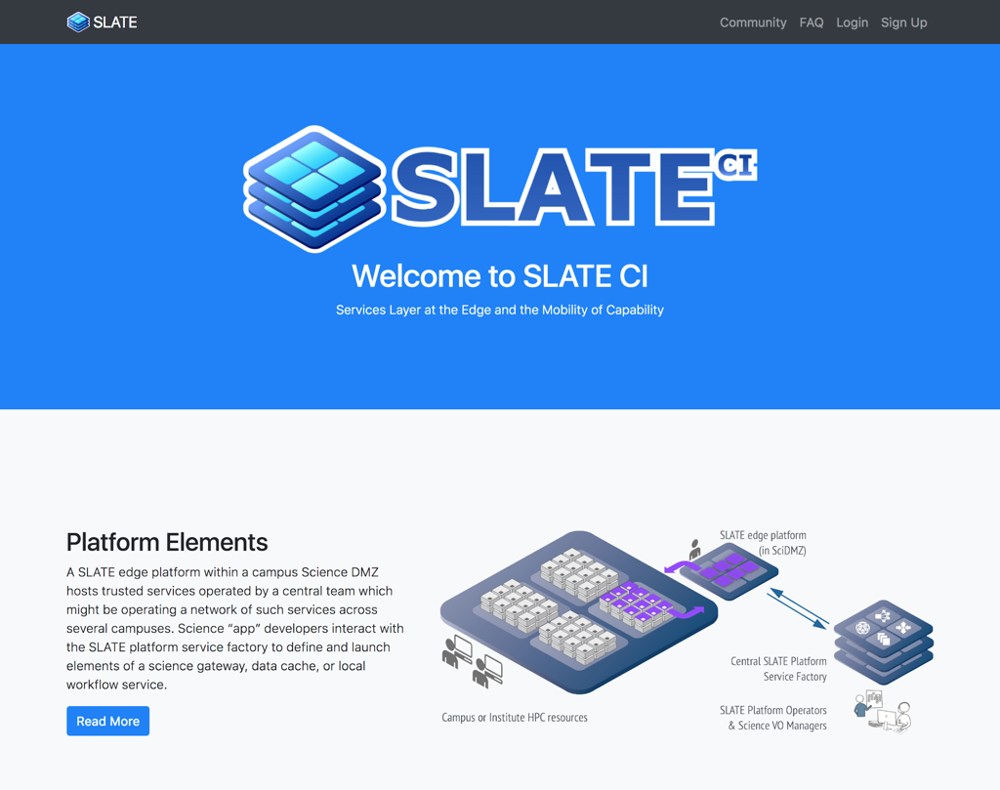 SLATE
Community FAQ Login Sign Up
SLATE CI
Welcome to SLATE CI
Services Layer at the Edge and the Mobility of Capability
Platform Elements
A SLATE edge platform within a campus Science DMZ
hosts trusted services operated by a central team which
might be operating a network of such services across
several campuses. Science “app” developers interact with
the SLATE platform service factory to define and launch
elements of a science gateway, data cache, or local
workflow service.
Read More
SLATE edge platform
(in SciDMZ)
Central SLATE Platform
Service Factory
Campus or Institute HPC resources
SLATE Platform Operators
& Science VO Managers